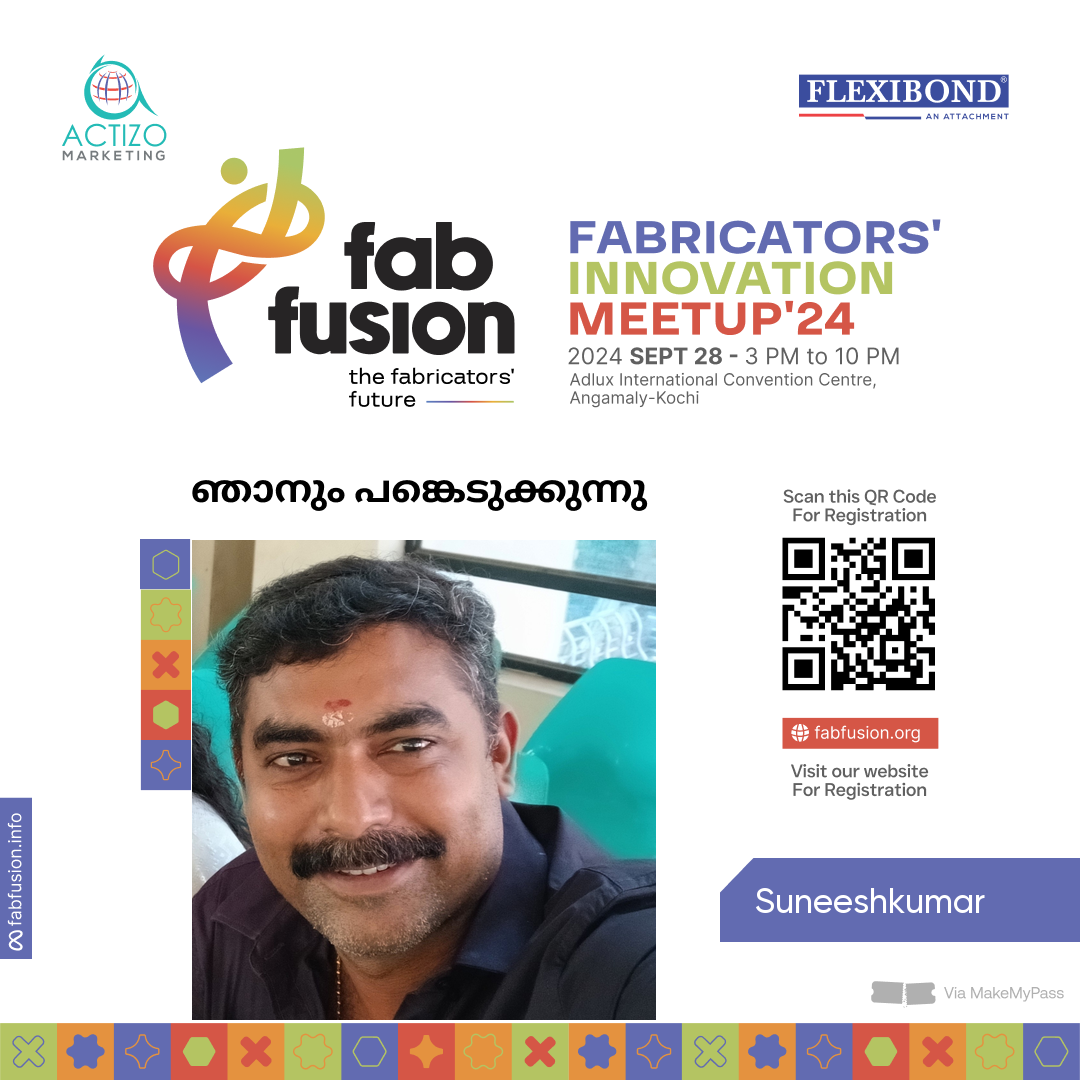 ACTIZO
MARKETING
FLEXIBOND®
AN ATTACHMENT
fab
fusion
the fabricators'
future
FABRICATORS'
INNOVATION
MEETUP'24
2024 SEPT 28 - 3 PM to 10 PM
Adlux International Convention Centre,
Angamaly-Kochi
ഞാനും പങ്കെടുക്കുന്നു
Scan this QR Code
For Registration
fabfusion.org
Visit our website
For Registration
fabfusion.info
Suneeshkumar
Via MakeMyPass